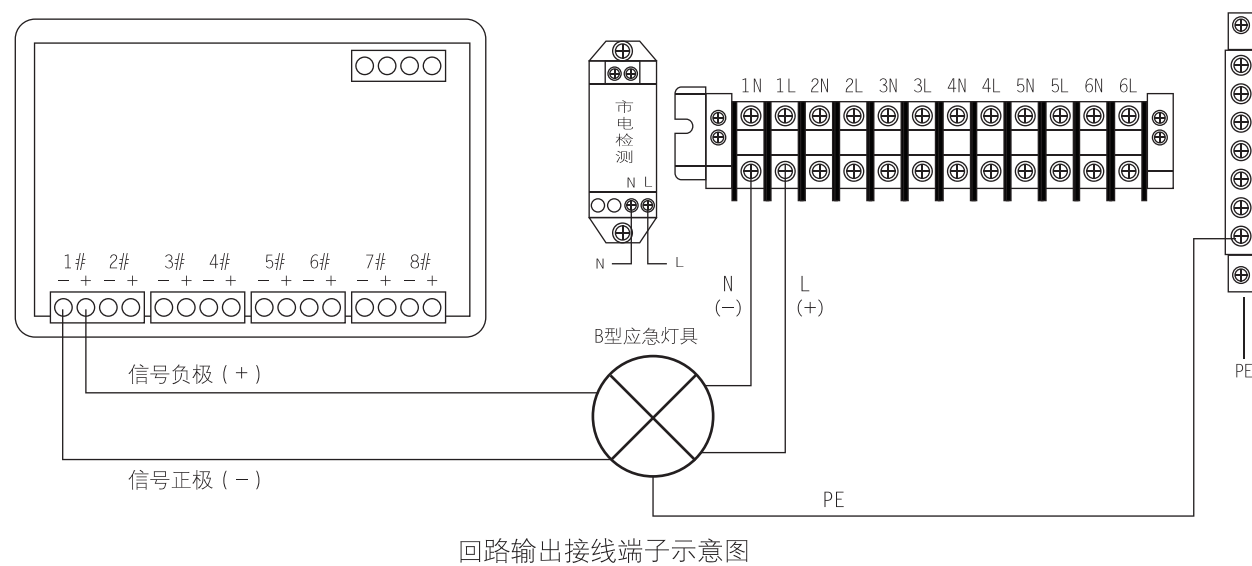 市
电
检
测
N L
N L
1N 1L 2N 2L 3N 3L 4N 4L 5N 5L 6N 6L
1# 2# 3# 4# 5# 6# 7# 8#
− + − + − + − + − + − + − + − +
N
(−)
L
(+)
B型应急灯具
PE
信号负极(+)
信号正极(−)
PE
回路输出接线端子示意图